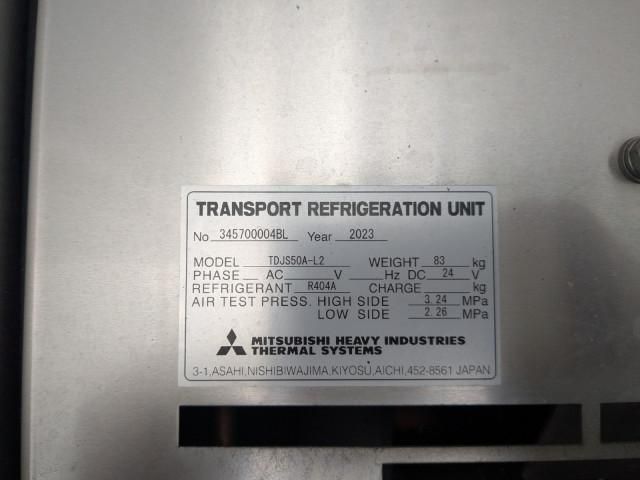 TRANSPORT REFRIGERATION UNIT
No 345700004BL Year 2023
MODEL TDJS50A-L2 WEIGHT 83 kg
PHASE AC V Hz DC 24 V
REFRIGERANT R404A CHARGE kg
AIR TEST PRESS. HIGH SIDE 3.24 MPa
LOW SIDE 2.26 MPa
MITSUBISHI HEAVY INDUSTRIES
THERMAL SYSTEMS
3-1,ASAHI,NISHIBIWAJIMA,KIYOSU,AICHI,452-8561 JAPAN